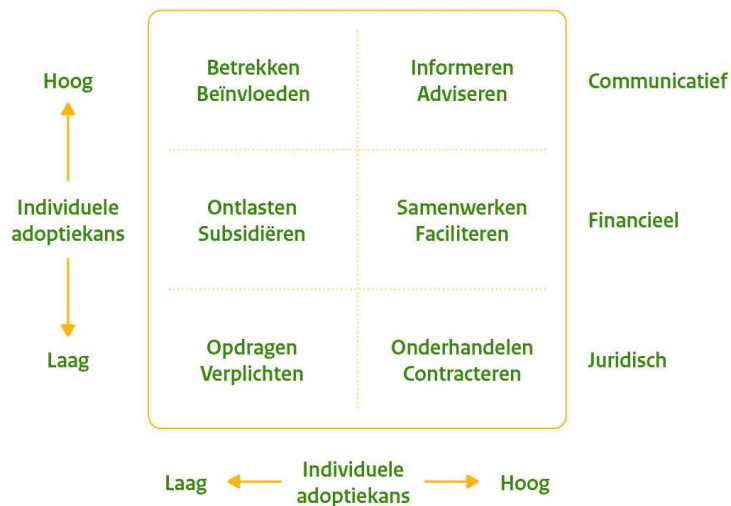 Hoog
Individuele
adoptiekans
Laag
Betrekken
Beïnvloeden
Informeren
Adviseren
Communicatief
Ontlasten
Subsidiëren
Samenwerken
Faciliteren
Financieel
Opdragen
Verplichten
Onderhandelen
Contracteren
Juridisch
Laag
Individuele
adoptiekans
Hoog